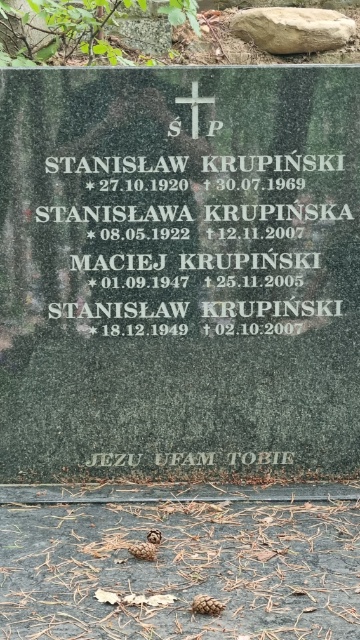 Ś P
STANISŁAW KRUPIŃSKI
* 27.10.1920 † 30.07.1969
STANISŁAWA KRUPIŃSKA
* 08.05.1922 † 12.11.2007
MACIEJ KRUPIŃSKI
* 01.09.1947 † 25.11.2005
STANISŁAW KRUPIŃSKI
* 18.12.1949 † 02.10.2007
JEZU UFAM TOBIE